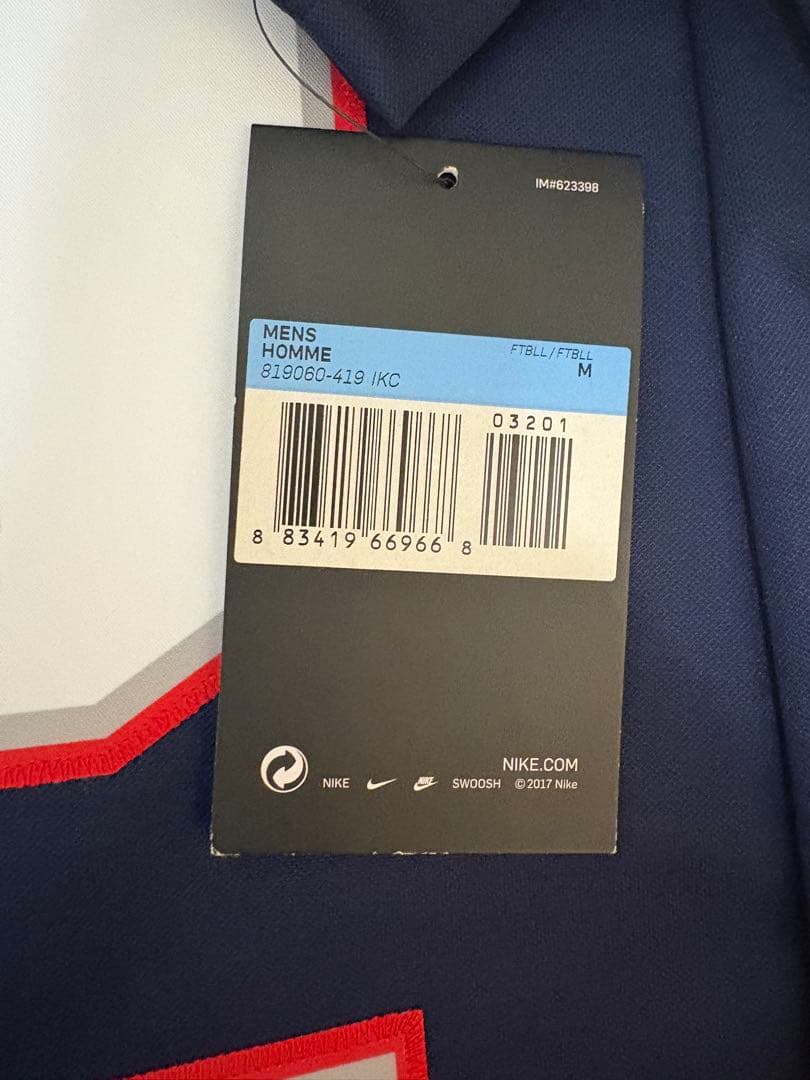 IM#623398
MENS
HOMME
819060-419 IKC
FTBLL/FTBLL
M
03201
8 83419 66966 8
NIKE.COM
NIKE NIKE SWOOSH © 2017 Nike